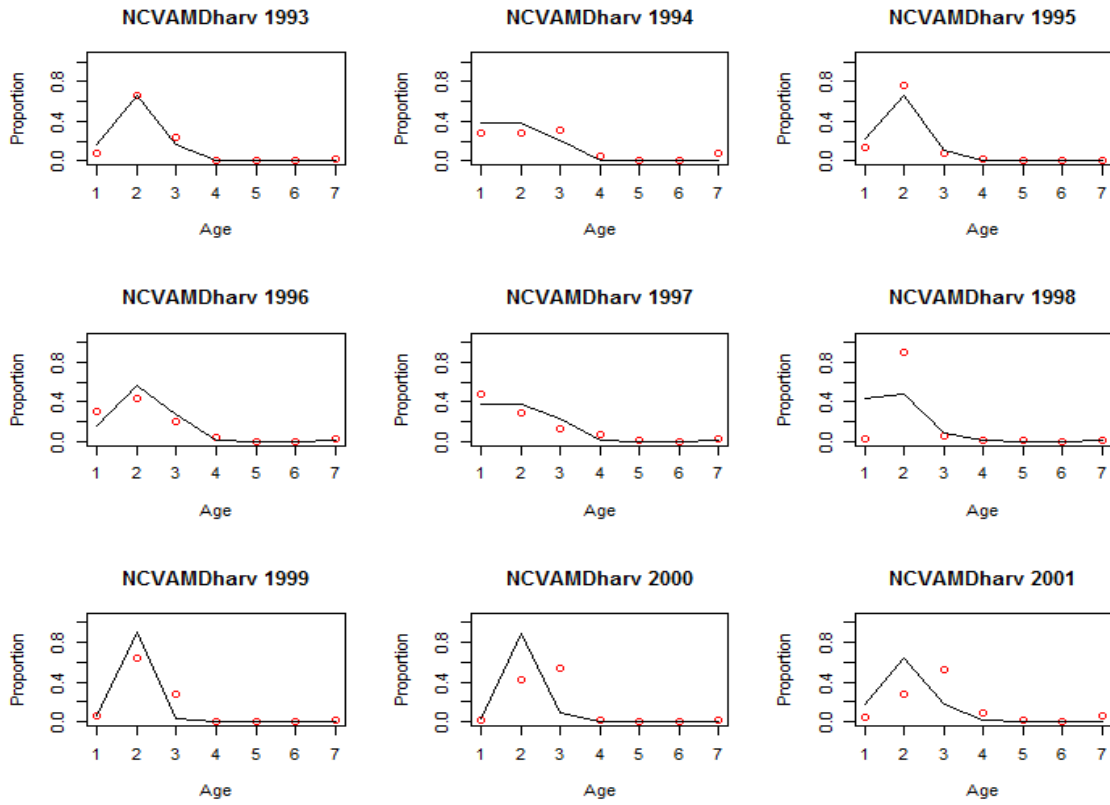 NCVAMDharv 1993
Proportion
0.0 0.4 0.8
1 2 3 4 5 6 7
Age
NCVAMDharv 1994
Proportion
0.0 0.4 0.8
1 2 3 4 5 6 7
Age
NCVAMDharv 1995
Proportion
0.0 0.4 0.8
1 2 3 4 5 6 7
Age
NCVAMDharv 1996
Proportion
0.0 0.4 0.8
1 2 3 4 5 6 7
Age
NCVAMDharv 1997
Proportion
0.0 0.4 0.8
1 2 3 4 5 6 7
Age
NCVAMDharv 1998
Proportion
0.0 0.4 0.8
1 2 3 4 5 6 7
Age
NCVAMDharv 1999
Proportion
0.0 0.4 0.8
1 2 3 4 5 6 7
Age
NCVAMDharv 2000
Proportion
0.0 0.4 0.8
1 2 3 4 5 6 7
Age
NCVAMDharv 2001
Proportion
0.0 0.4 0.8
1 2 3 4 5 6 7
Age